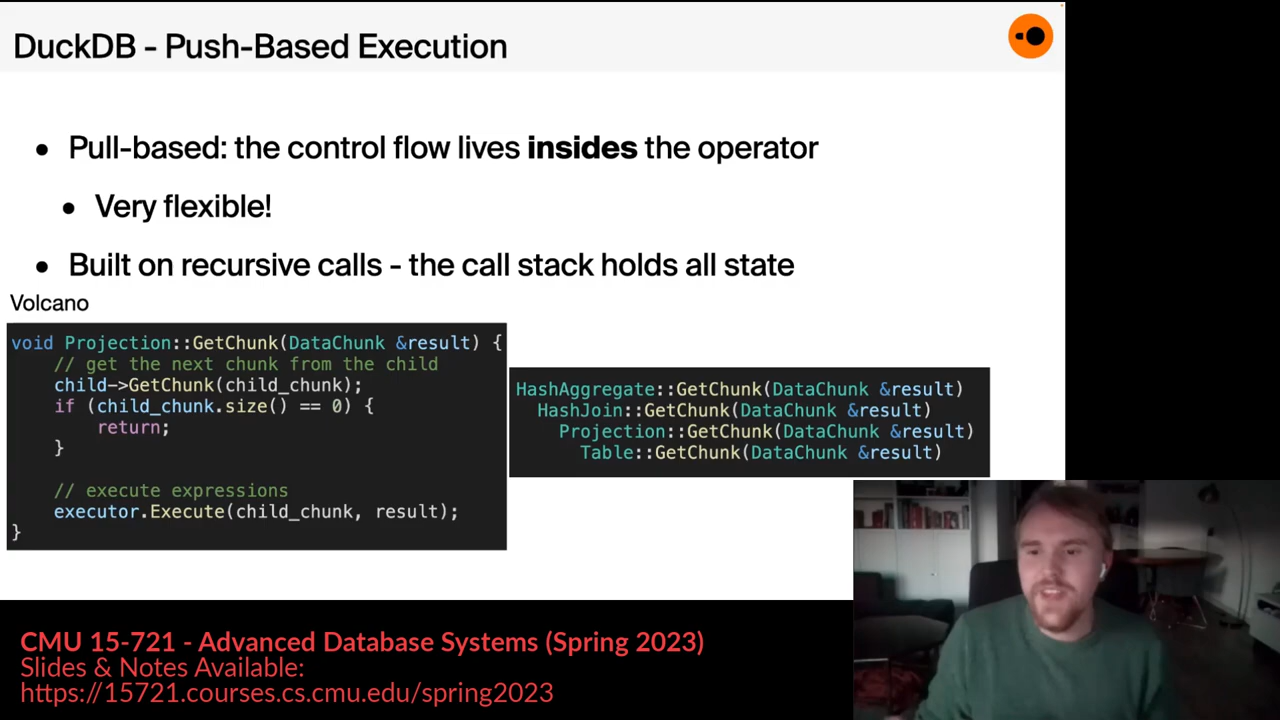 DuckDB - Push-Based Execution
• Pull-based: the control flow lives insides the operator
• Very flexible!
• Built on recursive calls - the call stack holds all state
Volcano
void Projection::GetChunk(DataChunk &result) {
    // get the next chunk from the child
    child->GetChunk(child_chunk);
    if (child_chunk.size() == 0) {
        return;
    }

    // execute expressions
    executor.Execute(child_chunk, result);
}
HashAggregate::GetChunk(DataChunk &result)
  HashJoin::GetChunk(DataChunk &result)
    Projection::GetChunk(DataChunk &result)
      Table::GetChunk(DataChunk &result)
CMU 15-721 - Advanced Database Systems (Spring 2023)
Slides & Notes Available:
https://15721.courses.cs.cmu.edu/spring2023